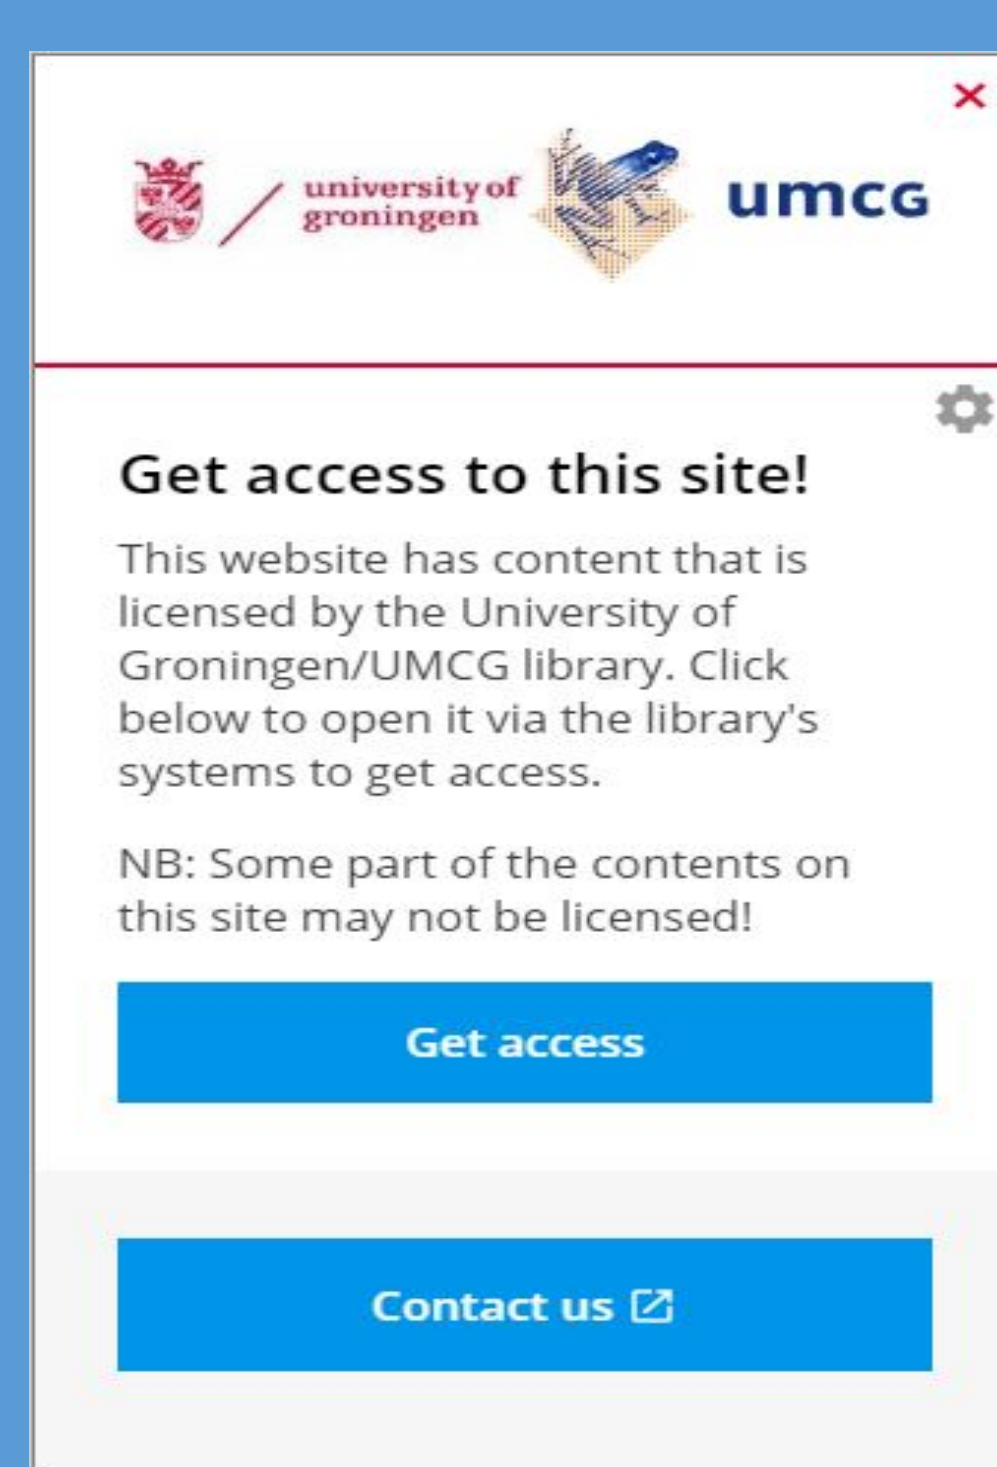 university of
groningen
umcg
Get access to this site!
This website has content that is
licensed by the University of
Groningen/UMCG library. Click
below to open it via the library's
systems to get access.
NB: Some part of the contents on
this site may not be licensed!
Get access
Contact us